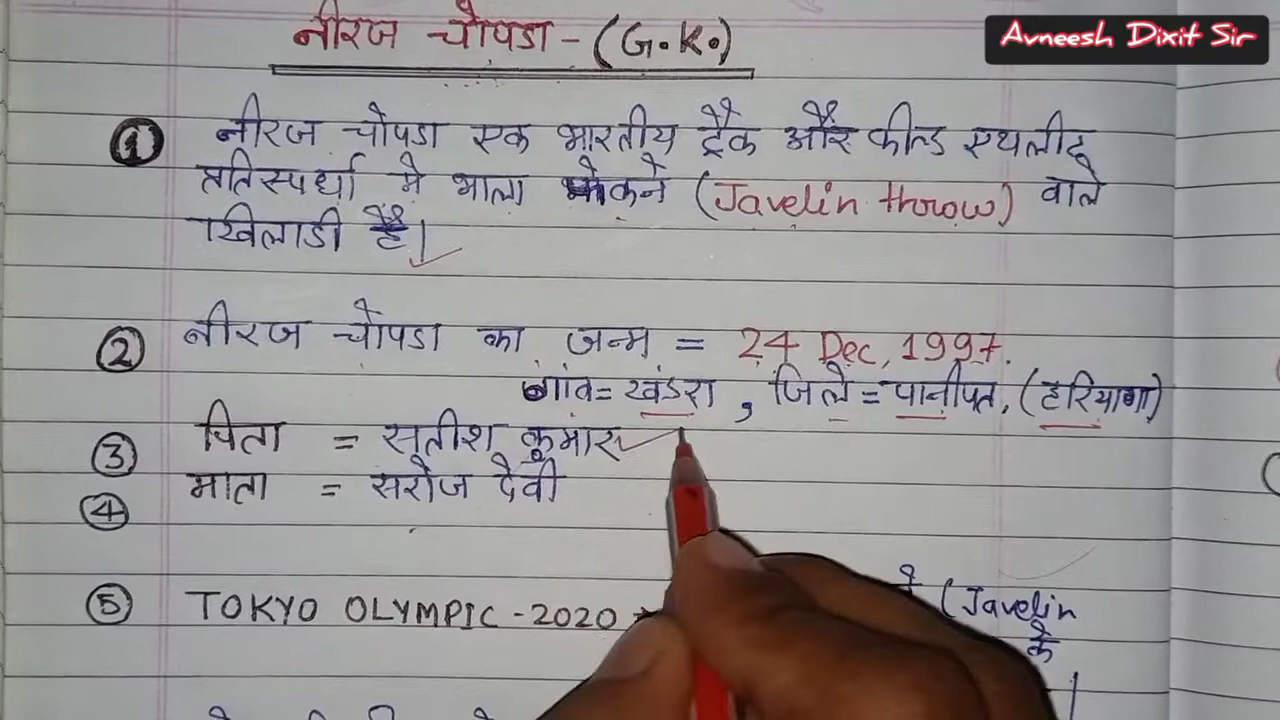 नीरज चौपडा - (G.K.)
Avneesh Dixit Sir
1 नीरज चौपडा एक भारतीय ट्रैक और फील्ड एथलीट
प्रतिस्पर्धा में भाला फेंकने (Javelin throw) वाले
खिलाडी है।
2 नीरज चौपडा का जन्म = 24 Dec, 1997.
गांव = खंडरा, जिले = पानीपत, (हरियाणा)
3 पिता = सतीश कुमार
4 माता = सरोज देवी
5 TOKYO OLYMPIC - 2020 (Javelin
के